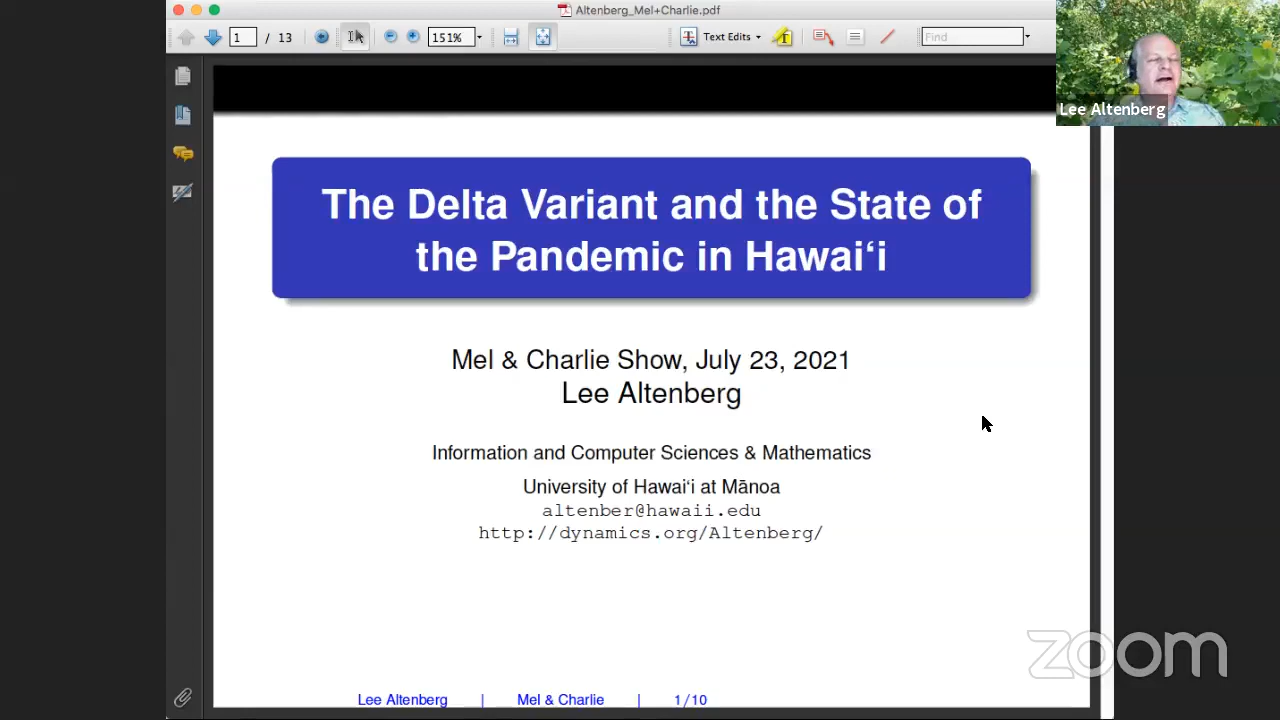 Altenberg_Mel+Charlie.pdf
1 / 13
151%
Text Edits
Find
Lee Altenberg
The Delta Variant and the State of
the Pandemic in Hawai‘i
Mel & Charlie Show, July 23, 2021
Lee Altenberg
Information and Computer Sciences & Mathematics
University of Hawai‘i at Mānoa
altenber@hawaii.edu
http://dynamics.org/Altenberg/
zoom
Lee Altenberg | Mel & Charlie | 1/10